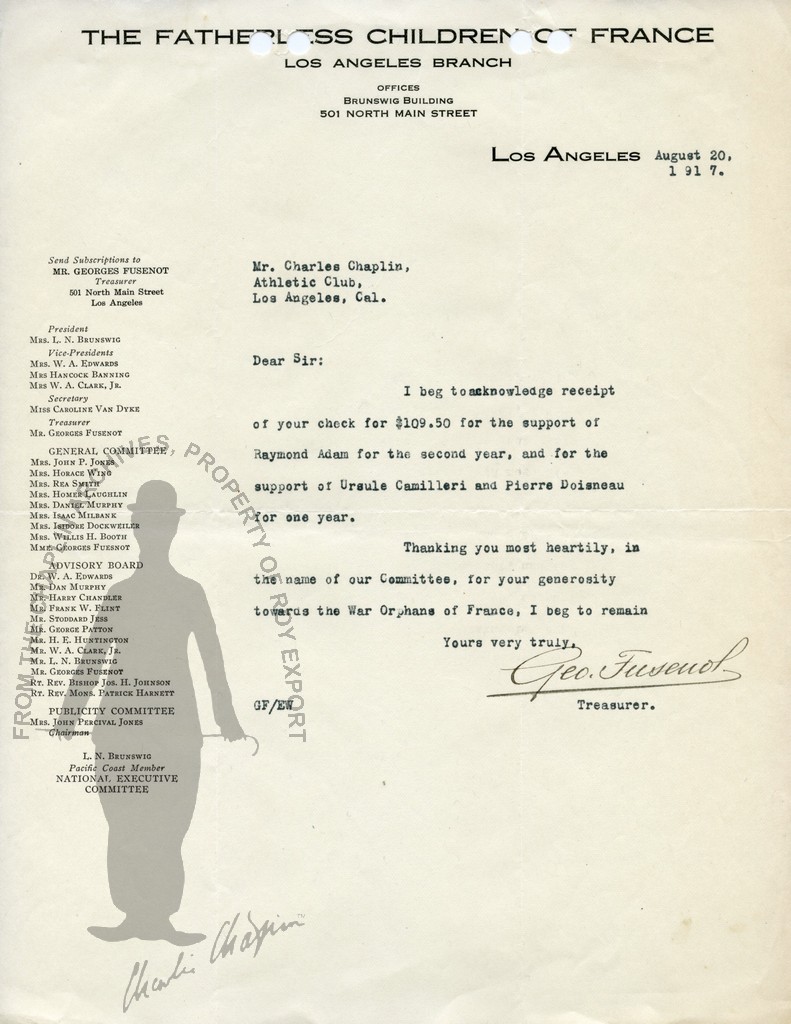 THE FATHERLESS CHILDREN OF FRANCE
LOS ANGELES BRANCH
OFFICES
BRUNSWIG BUILDING
501 NORTH MAIN STREET
LOS ANGELES August 20,
1917.
Send Subscriptions to
MR. GEORGES FUSENOT
Treasurer
501 North Main Street
Los Angeles
President
MRS. L. N. BRUNSWIG
Vice-Presidents
MRS. W. A. EDWARDS
MRS HANCOCK BANNING
MRS W. A. CLARK, JR.
Secretary
MISS CAROLINE VAN DYKE
Treasurer
MR. GEORGES FUSENOT
GENERAL COMMITTEE
MRS. JOHN P. JONES
MRS. HORACE WING
MRS. REA SMITH
MRS. HOMER LAUGHLIN
MRS. DANIEL MURPHY
MRS. ISAAC MILBANK
MRS. ISIDORE DOCKWEILER
MRS. WILLIS H. BOOTH
MME. GEORGES FUESNOT
ADVISORY BOARD
DR. W. A. EDWARDS
MR. DAN MURPHY
MR. HARRY CHANDLER
MR. FRANK W. FLINT
MR. STODDARD JESS
MR. GEORGE PATTON
MR. H. E. HUNTINGTON
MR. W. A. CLARK, JR.
MR. L. N. BRUNSWIG
MR. GEORGES FUSENOT
RT. REV. BISHOP JOS. H. JOHNSON
RT. REV. MONS. PATRICK HARNETT
PUBLICITY COMMITTEE
MRS. JOHN PERCIVAL JONES
Chairman
L. N. BRUNSWIG
Pacific Coast Member
NATIONAL EXECUTIVE
COMMITTEE
Mr. Charles Chaplin,
Athletic Club,
Los Angeles, Cal.
Dear Sir:
I beg to acknowledge receipt
of your check for $109.50 for the support of
Raymond Adam for the second year, and for the
support of Ursule Camilleri and Pierre Doisneau
for one year.
Thanking you most heartily, in
the name of our Committee, for your generosity
towards the War Orphans of France, I beg to remain
Yours very truly,
Geo. Fusenot
GF/EW Treasurer.
FROM THE CHAPLIN ARCHIVES, PROPERTY OF ROY EXPORT
Charlie Chaplin